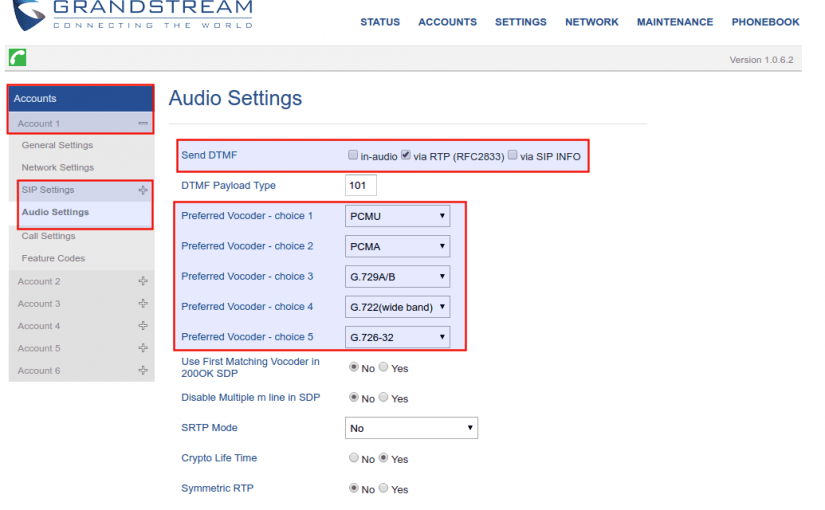 GRANDSTREAM
CONNECTING THE WORLD
STATUS ACCOUNTS SETTINGS NETWORK MAINTENANCE PHONEBOOK
Version 1.0.6.2
Accounts
Account 1
General Settings
Network Settings
SIP Settings
Audio Settings
Call Settings
Feature Codes
Account 2
Account 3
Account 4
Account 5
Account 6
Audio Settings
Send DTMF in-audio via RTP (RFC2833) via SIP INFO
DTMF Payload Type 101
Preferred Vocoder - choice 1 PCMU
Preferred Vocoder - choice 2 PCMA
Preferred Vocoder - choice 3 G.729A/B
Preferred Vocoder - choice 4 G.722(wide band)
Preferred Vocoder - choice 5 G.726-32
Use First Matching Vocoder in
200OK SDP No Yes
Disable Multiple m line in SDP No Yes
SRTP Mode No
Crypto Life Time No Yes
Symmetric RTP No Yes